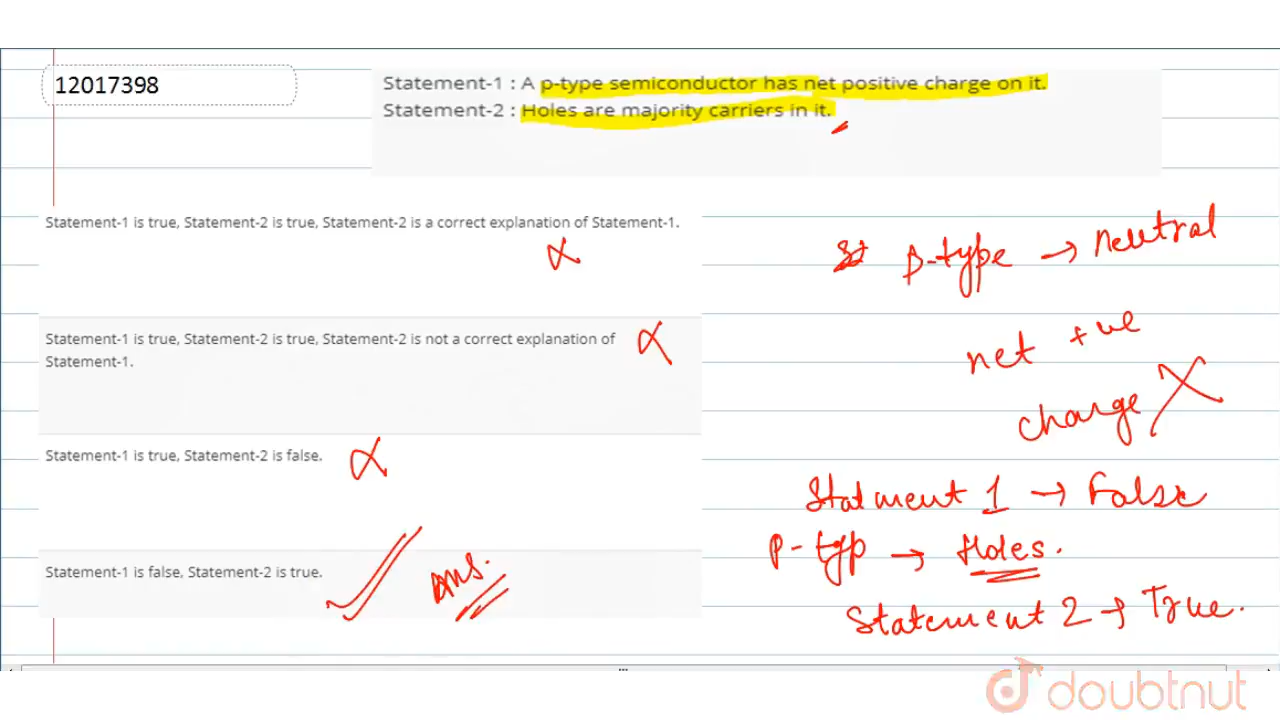 12017398
Statement-1 : A p-type semiconductor has net positive charge on it.
Statement-2 : Holes are majority carriers in it.
Statement-1 is true, Statement-2 is true, Statement-2 is a correct explanation of Statement-1.
Statement-1 is true, Statement-2 is true, Statement-2 is not a correct explanation of
Statement-1.
Statement-1 is true, Statement-2 is false.
Statement-1 is false, Statement-2 is true.
Ans.
p-type → neutral
net +ve
charge
Statment 1 → False
P-typ → Holes.
Statement 2 → True.
doubtnut